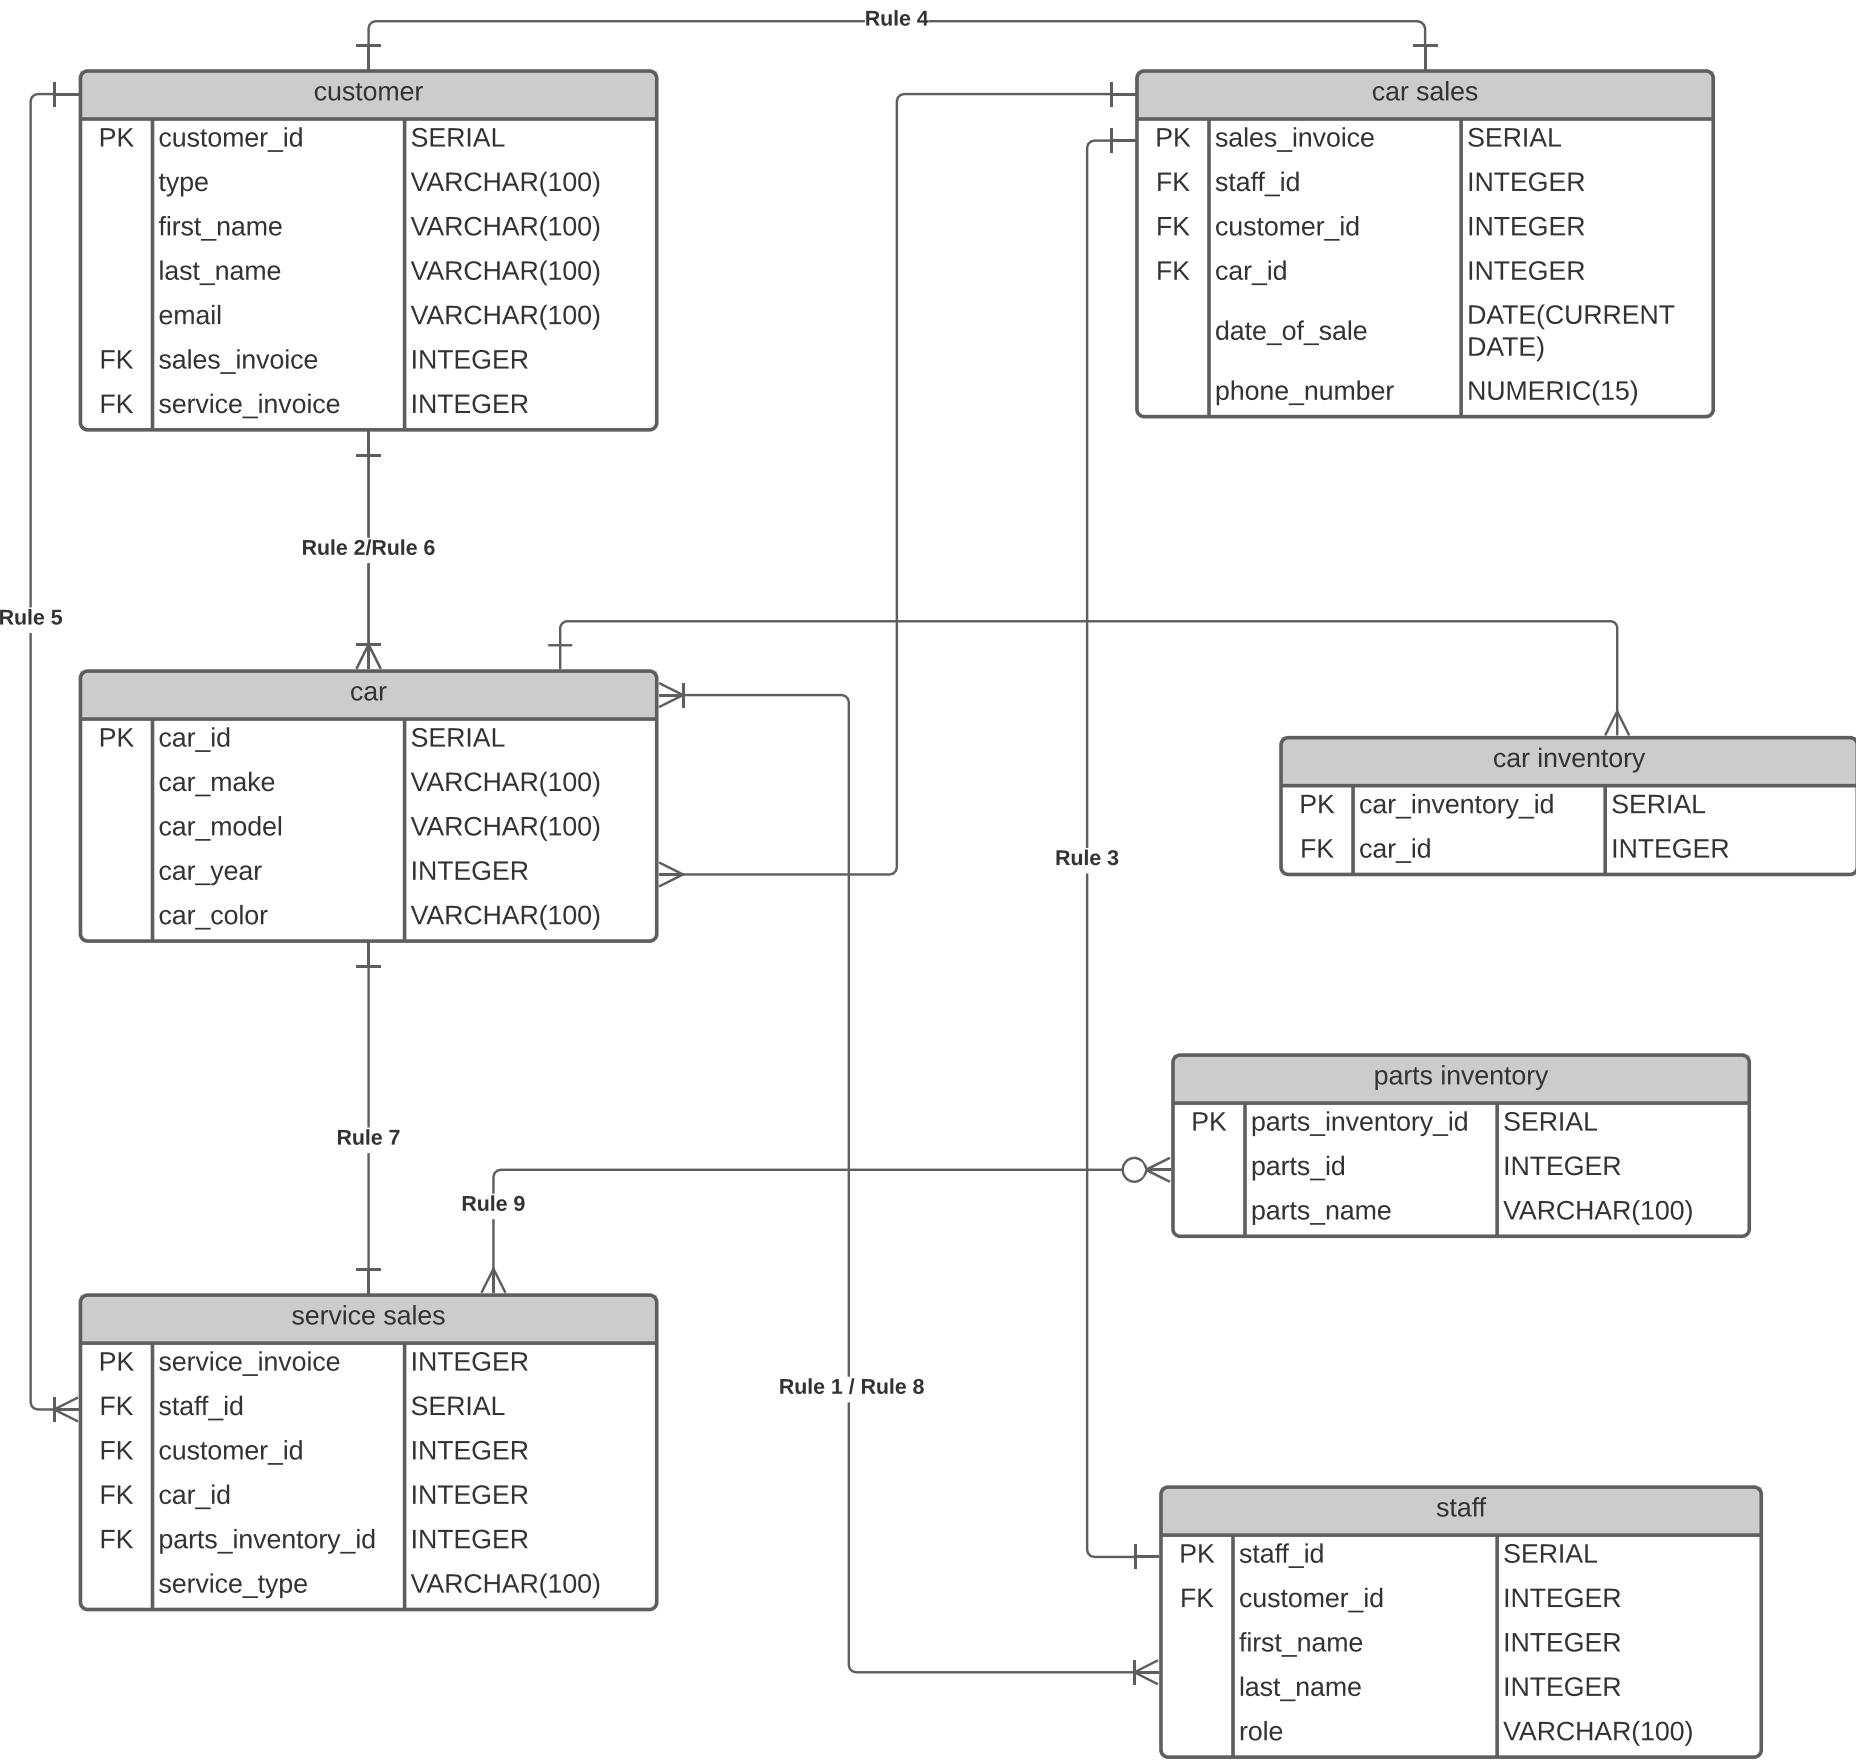 Rule 4
customer
PK customer_id SERIAL
type VARCHAR(100)
first_name VARCHAR(100)
last_name VARCHAR(100)
email VARCHAR(100)
FK sales_invoice INTEGER
FK service_invoice INTEGER
car sales
PK sales_invoice SERIAL
FK staff_id INTEGER
FK customer_id INTEGER
FK car_id INTEGER
date_of_sale DATE(CURRENT
DATE)
phone_number NUMERIC(15)
Rule 2/Rule 6
Rule 5
car
PK car_id SERIAL
car_make VARCHAR(100)
car_model VARCHAR(100)
car_year INTEGER
car_color VARCHAR(100)
car inventory
PK car_inventory_id SERIAL
FK car_id INTEGER
Rule 3
parts inventory
PK parts_inventory_id SERIAL
parts_id INTEGER
parts_name VARCHAR(100)
Rule 7
Rule 9
service sales
PK service_invoice INTEGER
FK staff_id SERIAL
FK customer_id INTEGER
FK car_id INTEGER
FK parts_inventory_id INTEGER
service_type VARCHAR(100)
Rule 1 / Rule 8
staff
PK staff_id SERIAL
FK customer_id INTEGER
first_name INTEGER
last_name INTEGER
role VARCHAR(100)